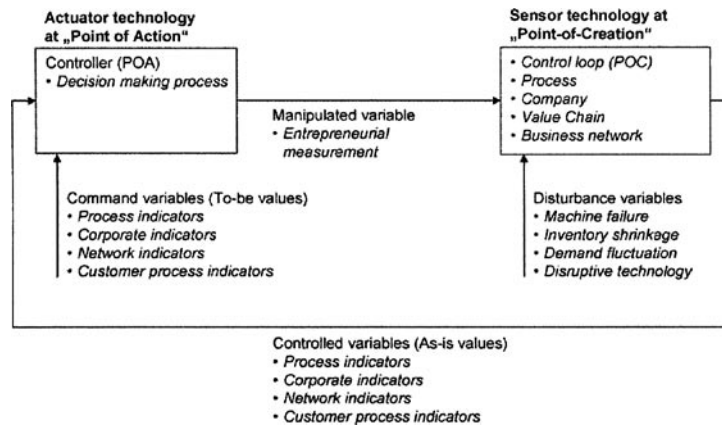 Actuator technology
at „Point of Action“
Controller (POA)
• Decision making process
Sensor technology at
„Point-of-Creation“
• Control loop (POC)
• Process
• Company
• Value Chain
• Business network
Manipulated variable
• Entrepreneurial
measurement
Command variables (To-be values)
• Process indicators
• Corporate indicators
• Network indicators
• Customer process indicators
Disturbance variables
• Machine failure
• Inventory shrinkage
• Demand fluctuation
• Disruptive technology
Controlled variables (As-is values)
• Process indicators
• Corporate indicators
• Network indicators
• Customer process indicators